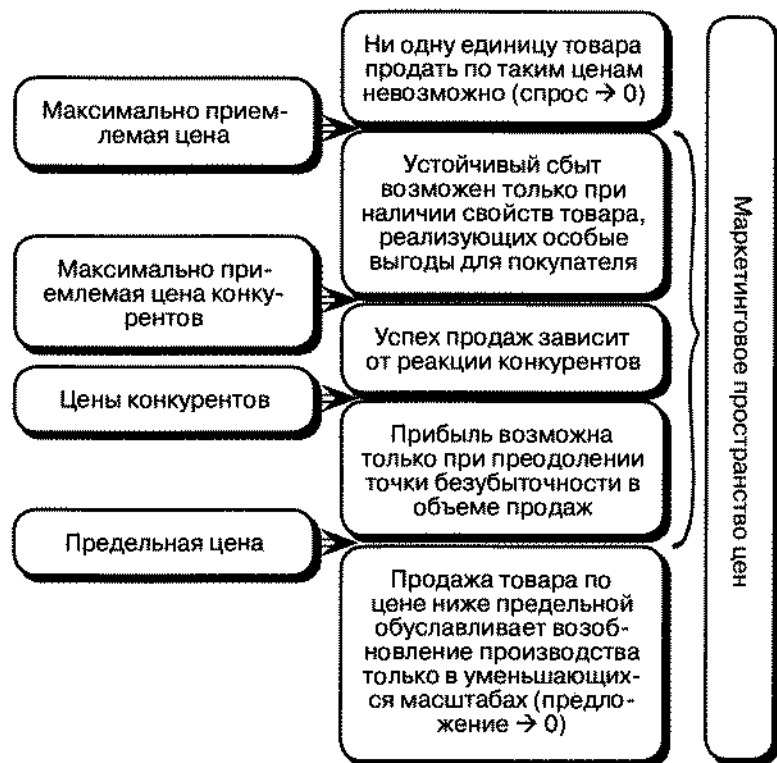 Ни одну единицу товара
продать по таким ценам
невозможно (спрос → 0)
Максимально прием-
лемая цена
Устойчивый сбыт
возможен только при
наличии свойств товара,
реализующих особые
выгоды для покупателя
Максимально при-
емлемая цена конку-
рентов
Успех продаж зависит
от реакции конкурентов
Цены конкурентов
Прибыль возможна
только при преодолении
точки безубыточности в
объеме продаж
Предельная цена
Продажа товара по
цене ниже предельной
обуславливает возоб-
новление производства
только в уменьшающих-
ся масштабах (предло-
жение → 0)
Маркетинговое пространство цен